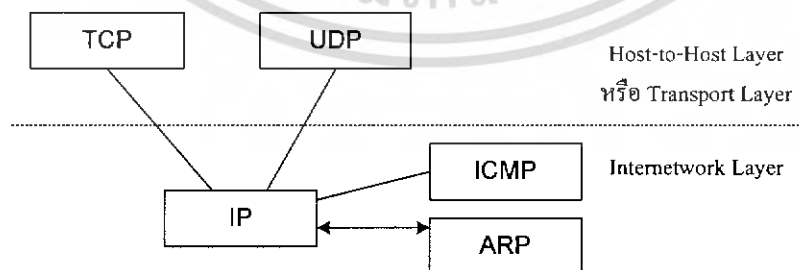 TCP
UDP
Host-to-Host Layer
หรือ Transport Layer
ICMP
Internetwork Layer
IP
ARP